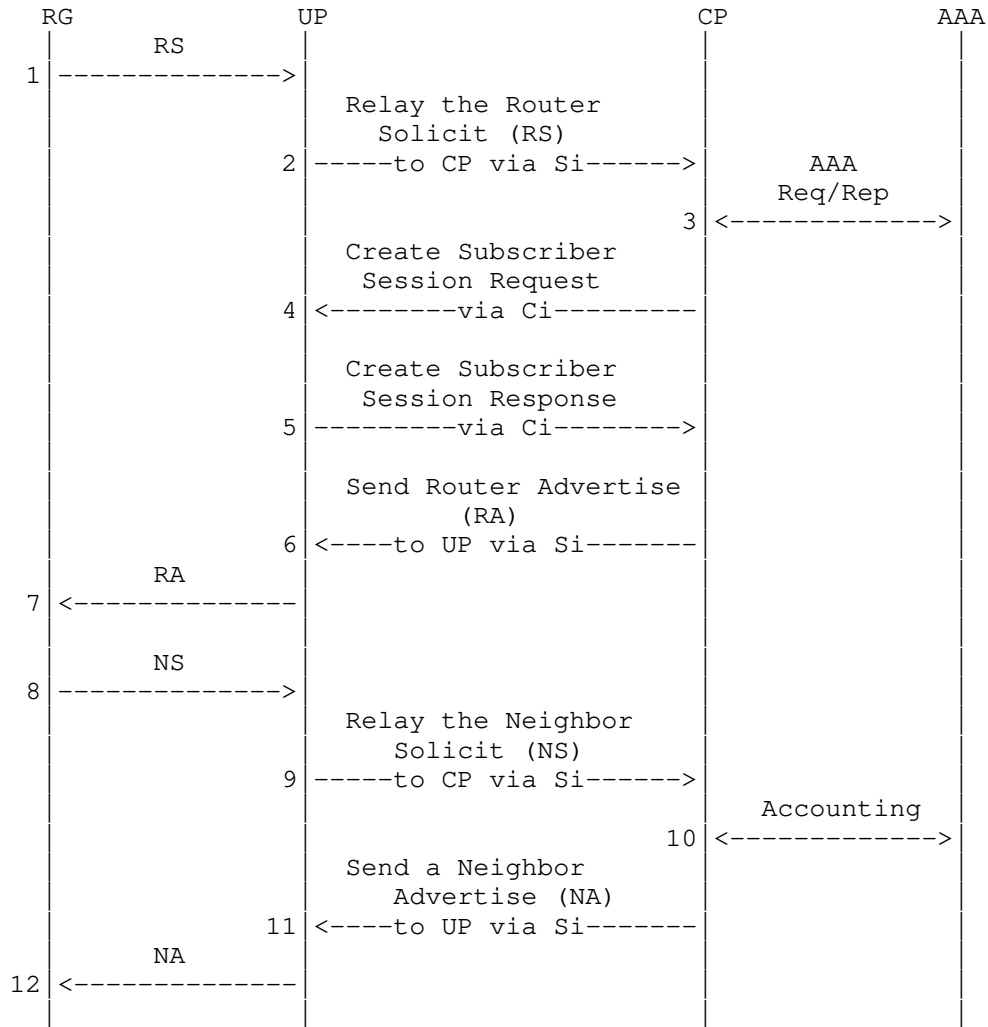 RG UP CP AAA
RS
1 -------------->
Relay the Router
Solicit (RS)
2 -----to CP via Si------> AAA
Req/Rep
3 <------------->
Create Subscriber
Session Request
4 <--------via Ci---------
Create Subscriber
Session Response
5 ---------via Ci-------->
Send Router Advertise
(RA)
6 <----to UP via Si-------
RA
7 <--------------
NS
8 -------------->
Relay the Neighbor
Solicit (NS)
9 -----to CP via Si------>
Accounting
10 <------------->
Send a Neighbor
Advertise (NA)
11 <----to UP via Si-------
NA
12 <--------------